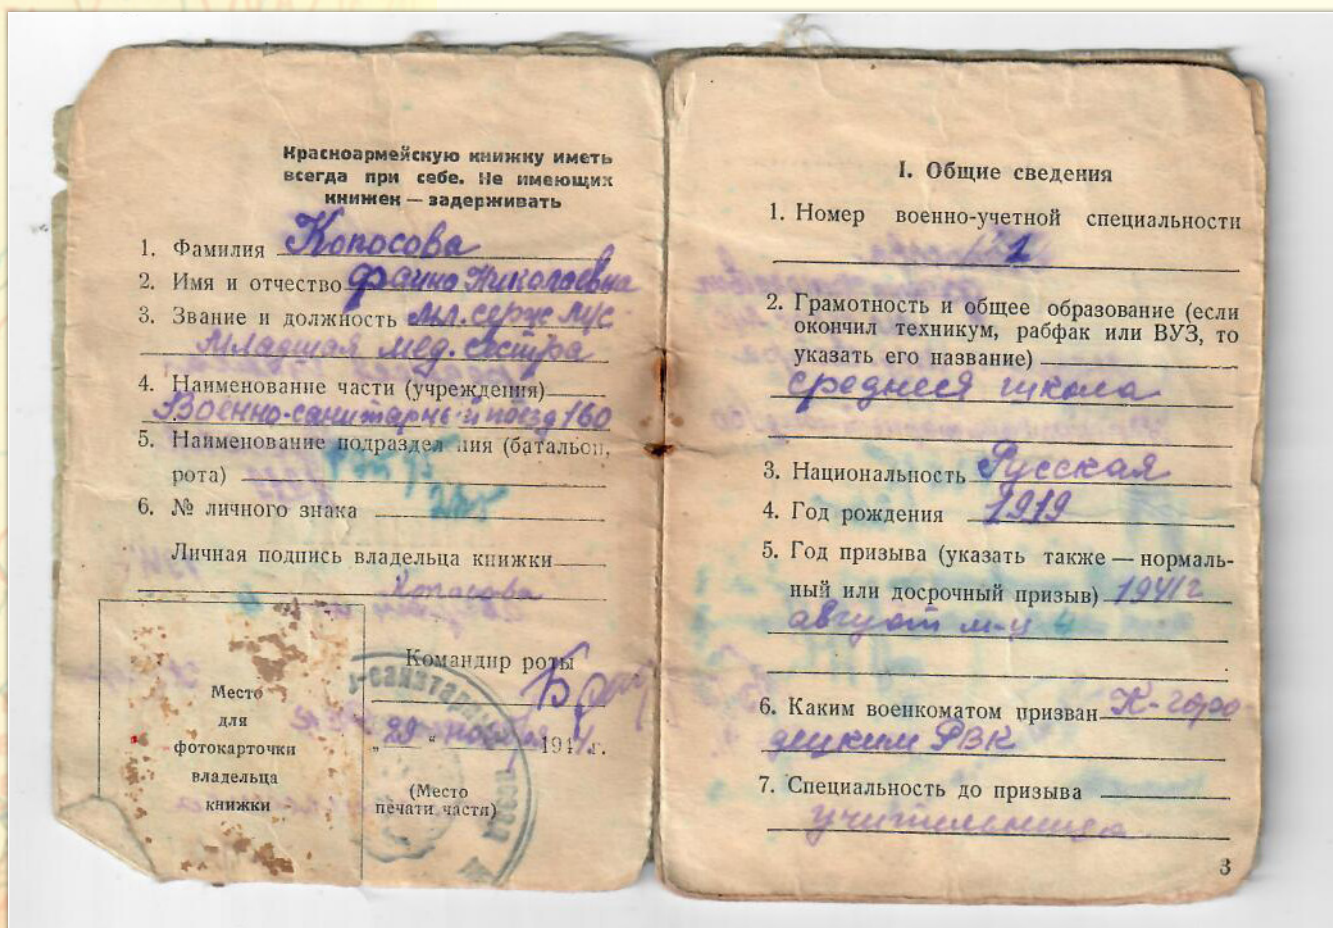 Красноармейскую книжку иметь
всегда при себе. Не имеющих
книжек — задерживать
1. Фамилия Копосова
2. Имя и отчество Фаина Николаевна
3. Звание и должность мл. серж. м/с
Младшая мед. сестра
4. Наименование части (учреждения)
Военно-санитарный поезд 160
5. Наименование подразделения (батальон,
рота)
6. № личного знака
Личная подпись владельца книжки
Копосова
Место
для
фотокарточки
владельца
книжки
Командир роты
„29“ 194 г.
(Место
печати части)
I. Общие сведения
1. Номер военно-учетной специальности
1
2. Грамотность и общее образование (если
окончил техникум, рабфак или ВУЗ, то
указать его название)
средняя школа
3. Национальность Русская
4. Год рождения 1919
5. Год призыва (указать также — нормаль-
ный или досрочный призыв) 1941 г
август м-ц
6. Каким военкоматом призван К-горо
децким РВК
7. Специальность до призыва
учительница
3